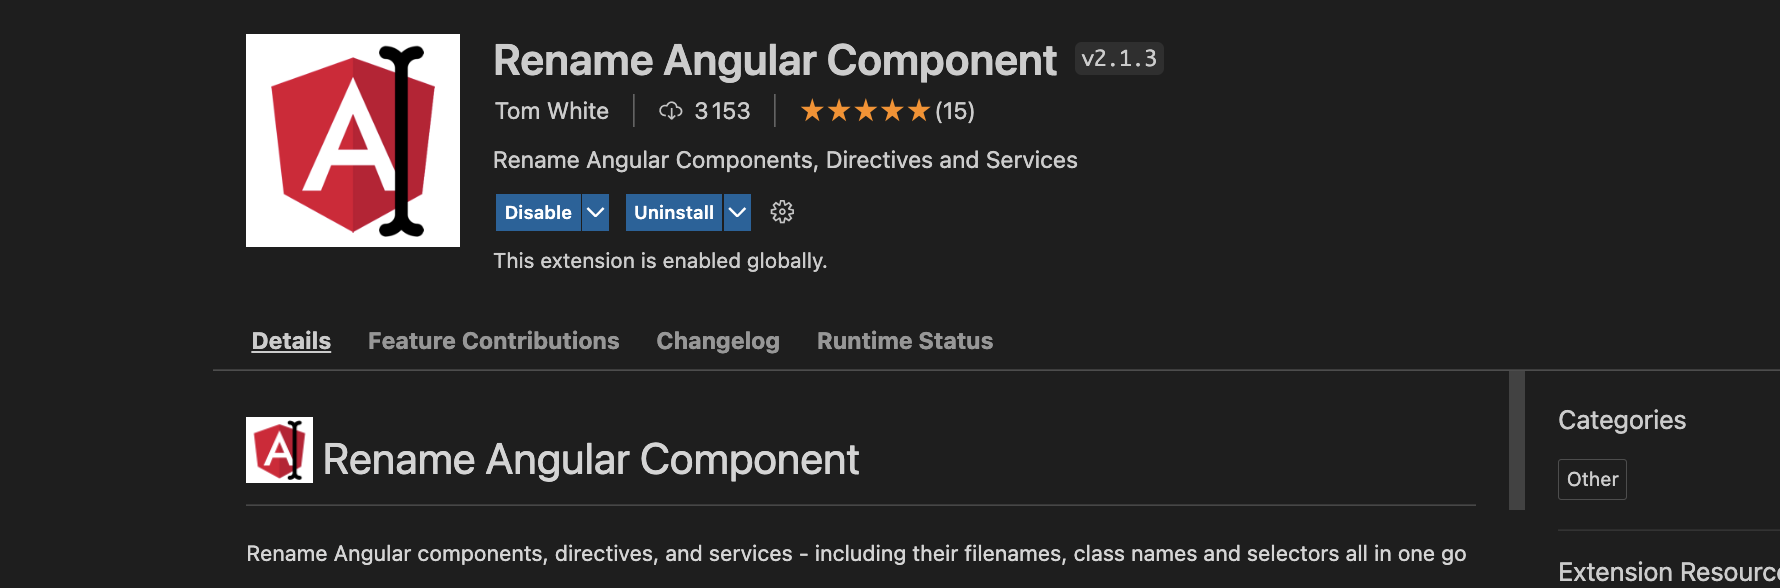 Rename Angular Component v2.1.3
Tom White 3 153 ★★★★★(15)
Rename Angular Components, Directives and Services
Disable Uninstall
This extension is enabled globally.
Details Feature Contributions Changelog Runtime Status
Rename Angular Component
Rename Angular components, directives, and services - including their filenames, class names and selectors all in one go
Categories
Other
Extension